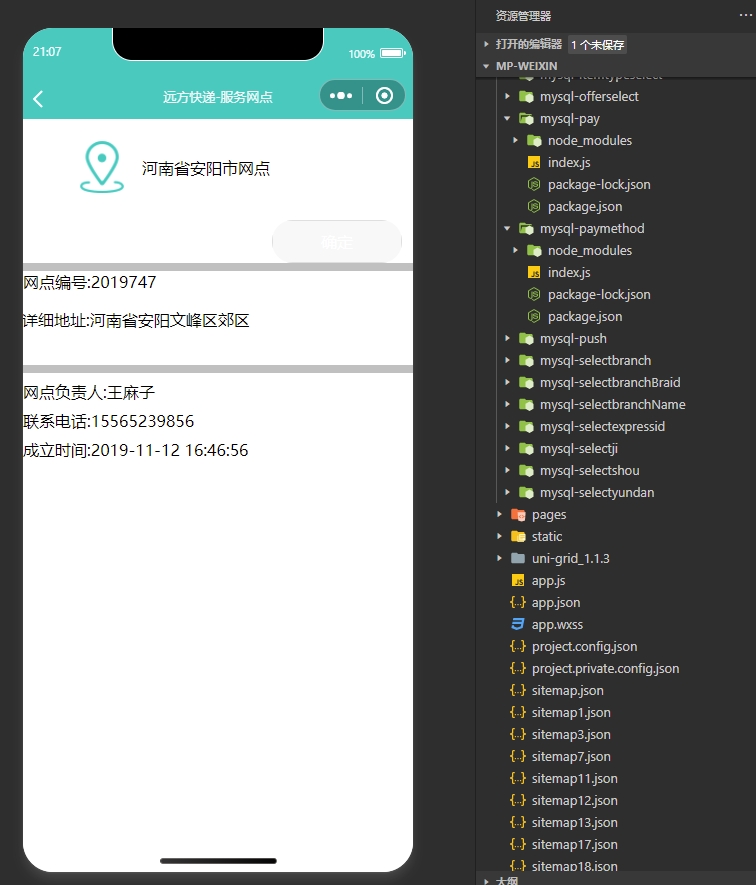 21:07
100%
远方快递-服务网点
河南省安阳市网点
确定
网点编号:2019747
详细地址:河南省安阳文峰区郊区
网点负责人:王麻子
联系电话:15565239856
成立时间:2019-11-12 16:46:56
资源管理器
打开的编辑器 1 个未保存
MP-WEIXIN
mysql-itemtypeselect
mysql-offerselect
mysql-pay
node_modules
index.js
package-lock.json
package.json
mysql-paymethod
node_modules
index.js
package-lock.json
package.json
mysql-push
mysql-selectbranch
mysql-selectbranchBraid
mysql-selectbranchName
mysql-selectexpressid
mysql-selectji
mysql-selectshou
mysql-selectyundan
pages
static
uni-grid_1.1.3
app.js
app.json
app.wxss
project.config.json
project.private.config.json
sitemap.json
sitemap1.json
sitemap3.json
sitemap7.json
sitemap11.json
sitemap12.json
sitemap13.json
sitemap17.json
sitemap18.json
大纲